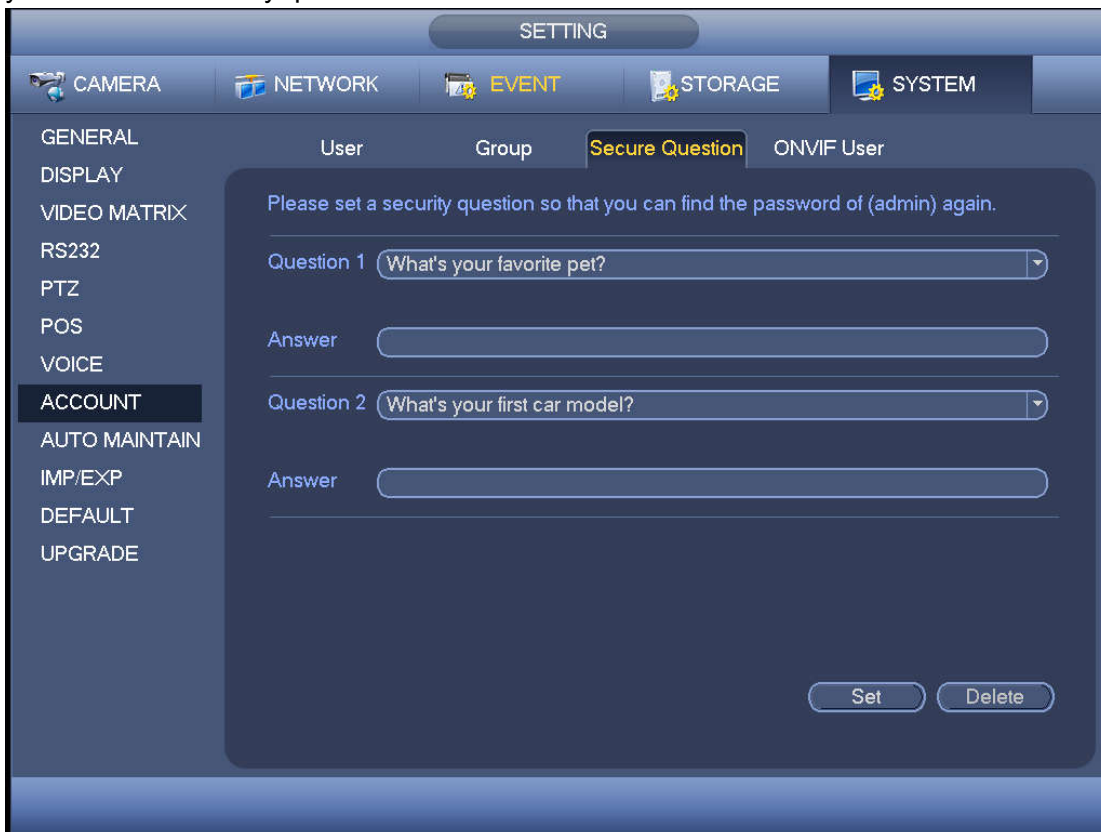 SETTING
CAMERA NETWORK EVENT STORAGE SYSTEM
User Group Secure Question ONVIF User
GENERAL
DISPLAY
VIDEO MATRIX
RS232
PTZ
POS
VOICE
ACCOUNT
AUTO MAINTAIN
IMP/EXP
DEFAULT
UPGRADE
Please set a security question so that you can find the password of (admin) again.
Question 1 What's your favorite pet?
Answer
Question 2 What's your first car model?
Answer
Set Delete